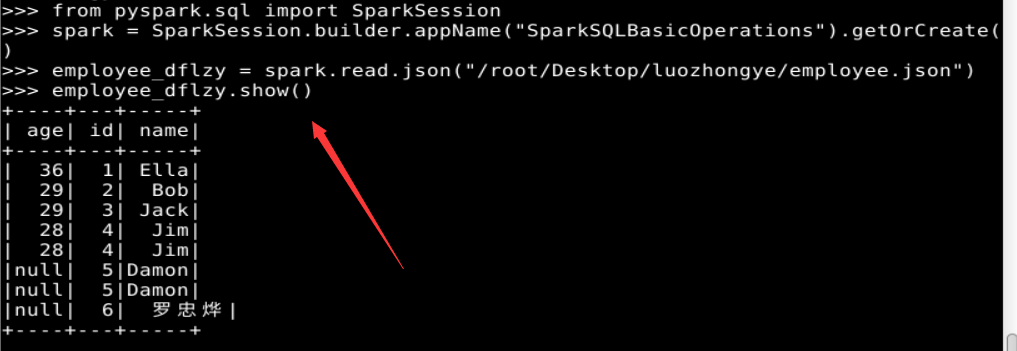 >>> from pyspark.sql import SparkSession
>>> spark = SparkSession.builder.appName("SparkSQLBasicOperations").getOrCreate(
)
>>> employee_dflzy = spark.read.json("/root/Desktop/luozhongye/employee.json")
>>> employee_dflzy.show()
+----+---+-----+
| age| id| name|
+----+---+-----+
|  36|  1| Ella|
|  29|  2|  Bob|
|  29|  3| Jack|
|  28|  4|  Jim|
|  28|  4|  Jim|
|null|  5|Damon|
|null|  5|Damon|
|null|  6|  罗忠烨|
+----+---+-----+